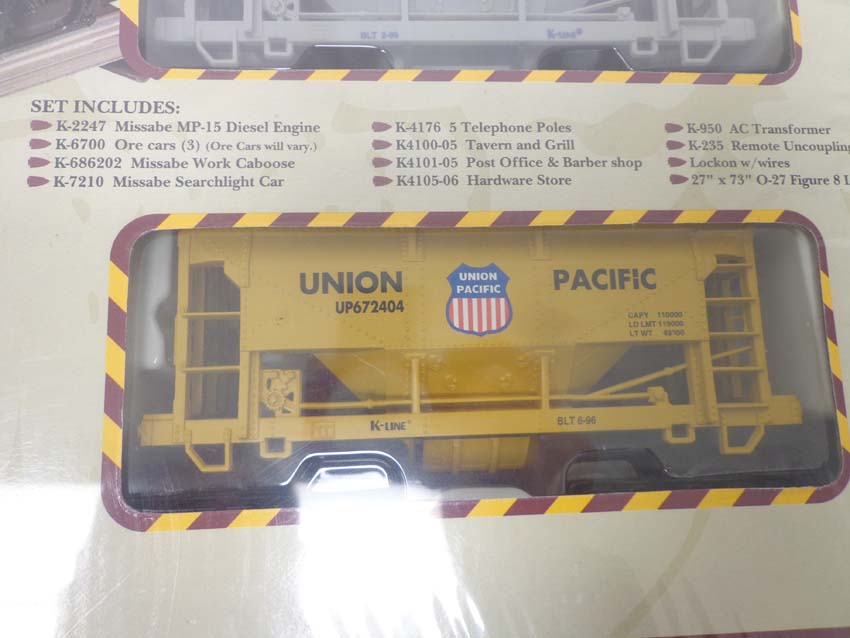 BLT 2-96 K-LINE®
SET INCLUDES:
K-2247 Missabe MP-15 Diesel Engine
K-6700 Ore cars (3) (Ore Cars will vary.)
K-686202 Missabe Work Caboose
K-7210 Missabe Searchlight Car
K-4176 5 Telephone Poles
K4100-05 Tavern and Grill
K4101-05 Post Office & Barber shop
K4105-06 Hardware Store
K-950 AC Transformer
K-235 Remote Uncoupling
Lockon w/wires
27" x 73" O-27 Figure 8
UNION PACIFIC
UP672404
UNION
PACIFIC
CAPY 110000
LD LMT 119000
LT WT 49100
K-LINE® BLT 6-96